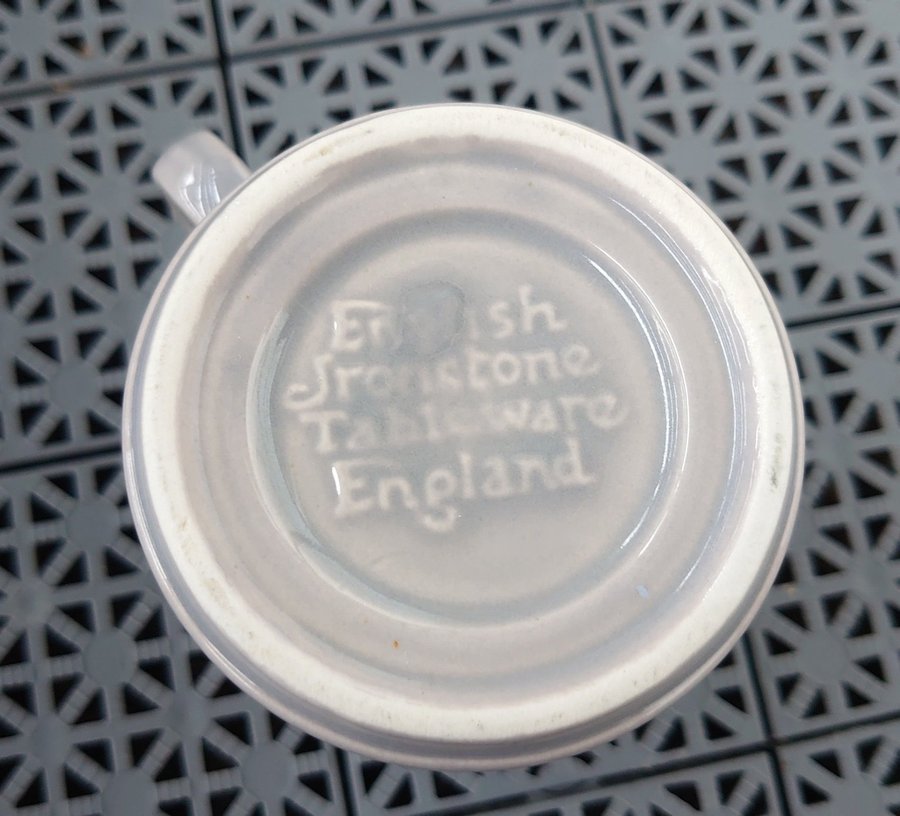 English
Ironstone
Tableware
England